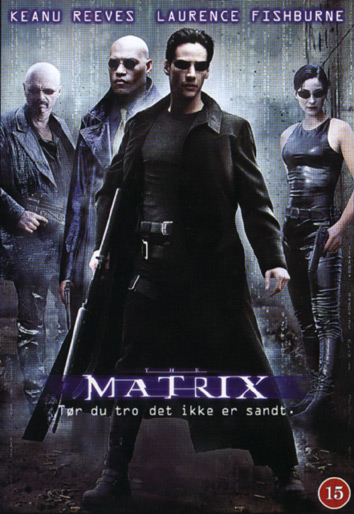 KEANU REEVES LAURENCE FISHBURNE
THE
MATRIX
Tør du tro det ikke er sandt.
15